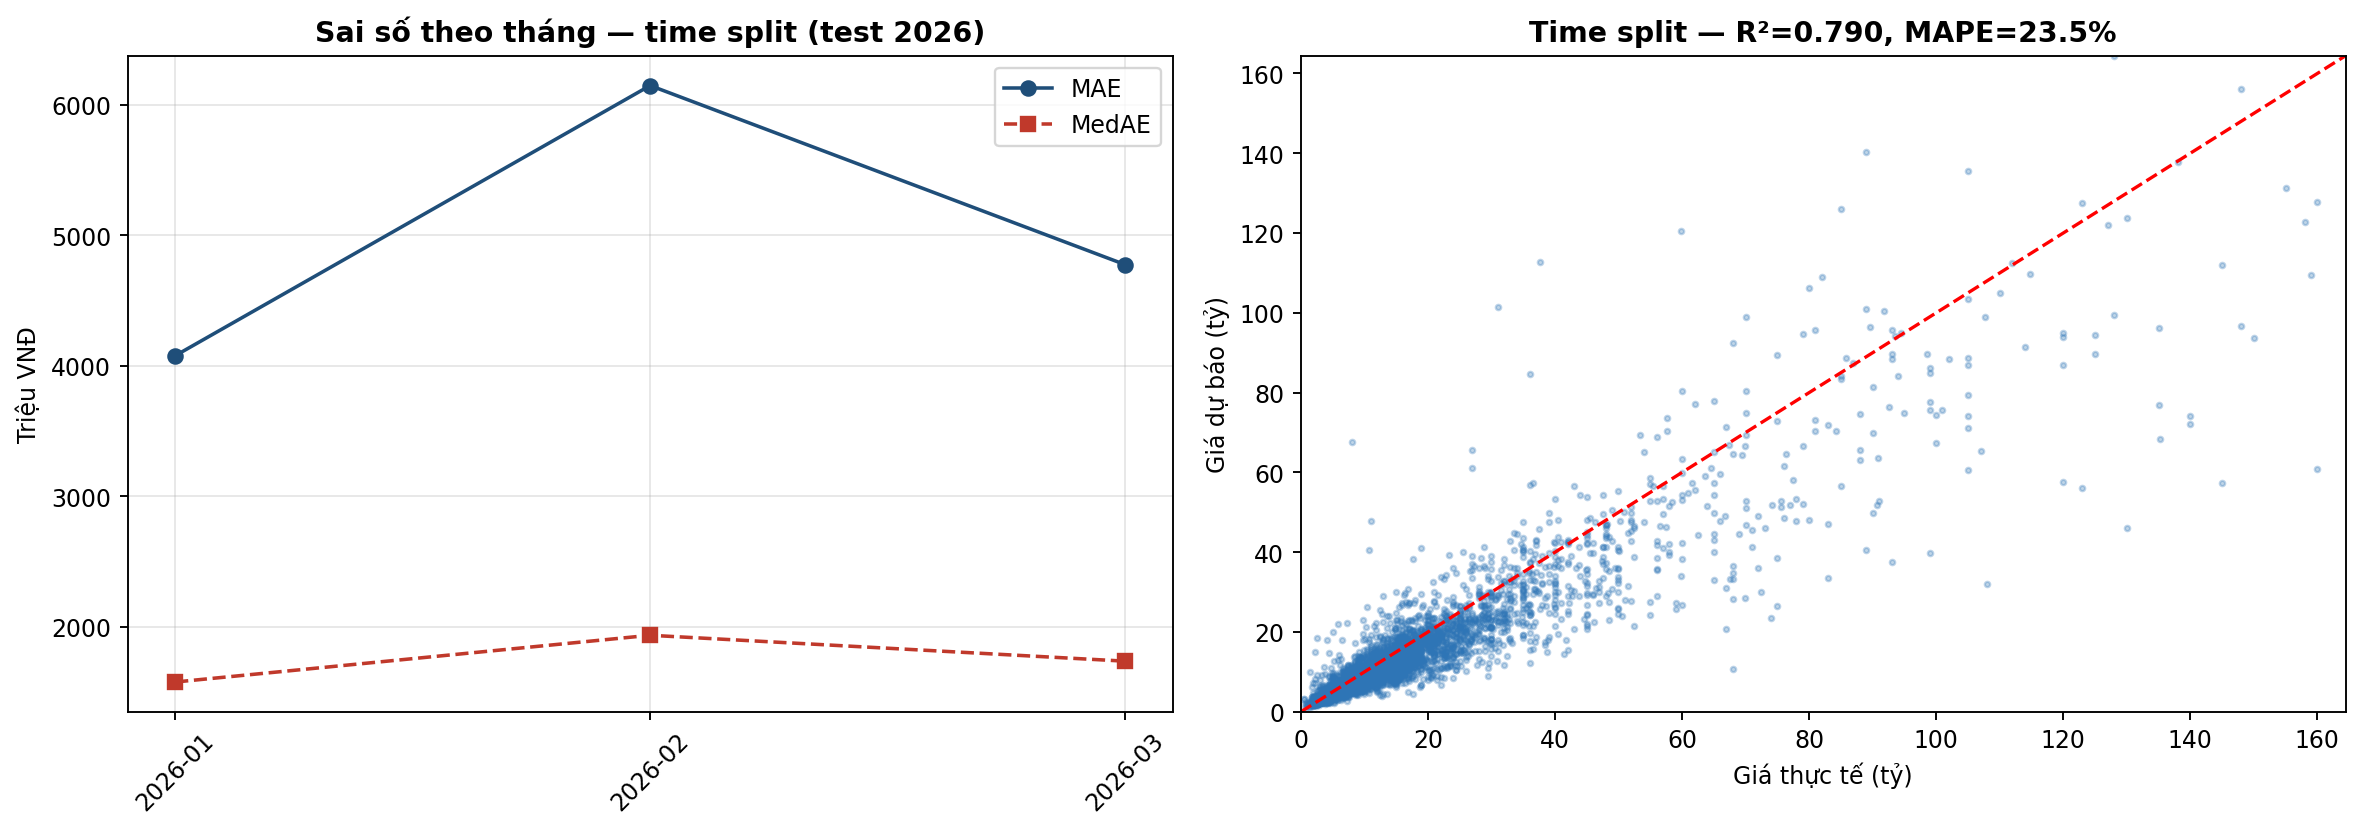 Sai số theo tháng — time split (test 2026)
Triệu VNĐ
6000
5000
4000
3000
2000
MAE
MedAE
2026-01
2026-02
2026-03
Time split — R²=0.790, MAPE=23.5%
Giá dự báo (tỷ)
160
140
120
100
80
60
40
20
0
0 20 40 60 80 100 120 140 160
Giá thực tế (tỷ)